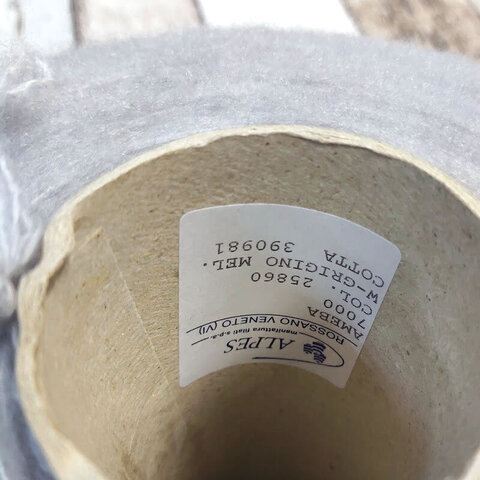 ALPES
manifattura filati s.p.a.
ROSSANO VENETO (VI)
AMEBA
7000
COL. 25860
W-GRIGINO MEL.
COTTA 390981